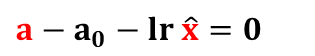 a − a₀ − lr x̂ = 0